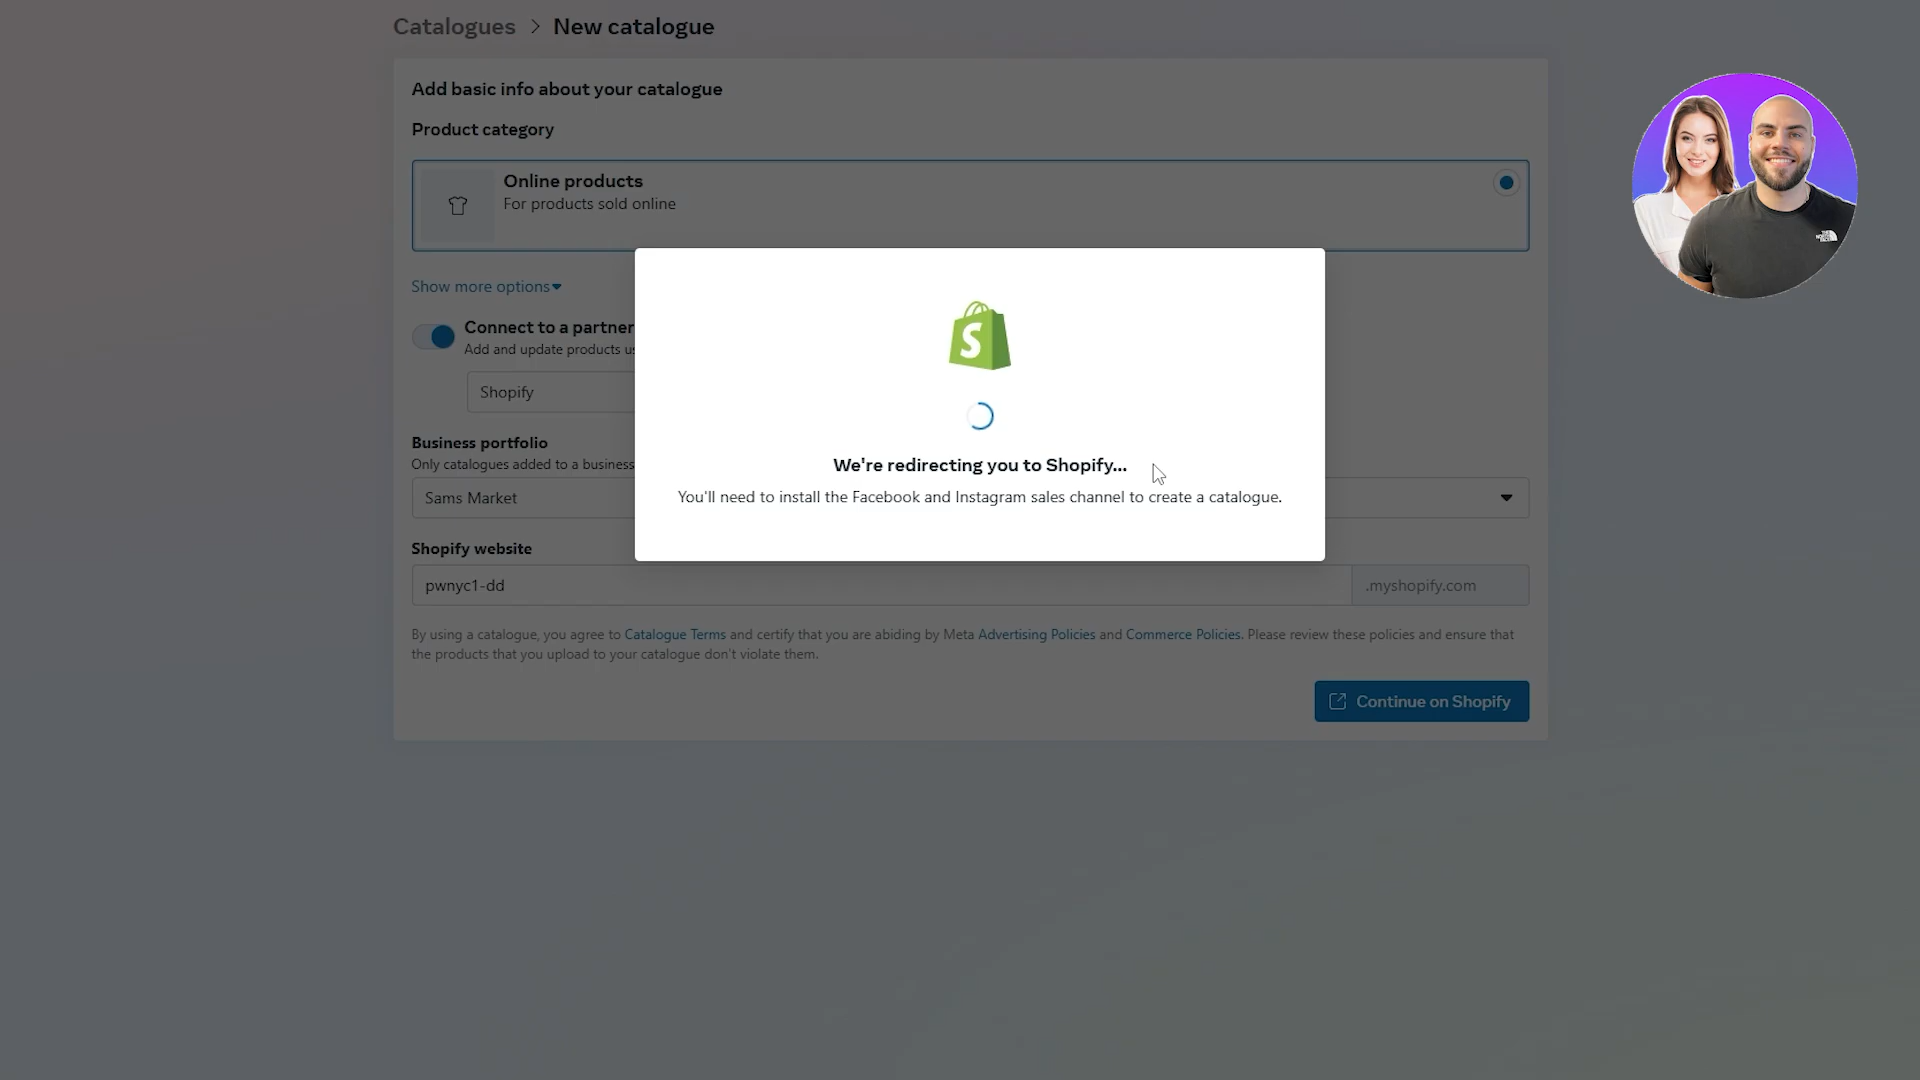 Catalogues > New catalogue
Add basic info about your catalogue
Product category
Online products
For products sold online
Show more options
Connect to a partner
Add and update products us
Shopify
S
We're redirecting you to Shopify...
You'll need to install the Facebook and Instagram sales channel to create a catalogue.
Business portfolio
Only catalogues added to a business
Sams Market
Shopify website
pwnyc1-dd
.myshopify.com
By using a catalogue, you agree to Catalogue Terms and certify that you are abiding by Meta Advertising Policies and Commerce Policies. Please review these policies and ensure that
the products that you upload to your catalogue don't violate them.
Continue on Shopify